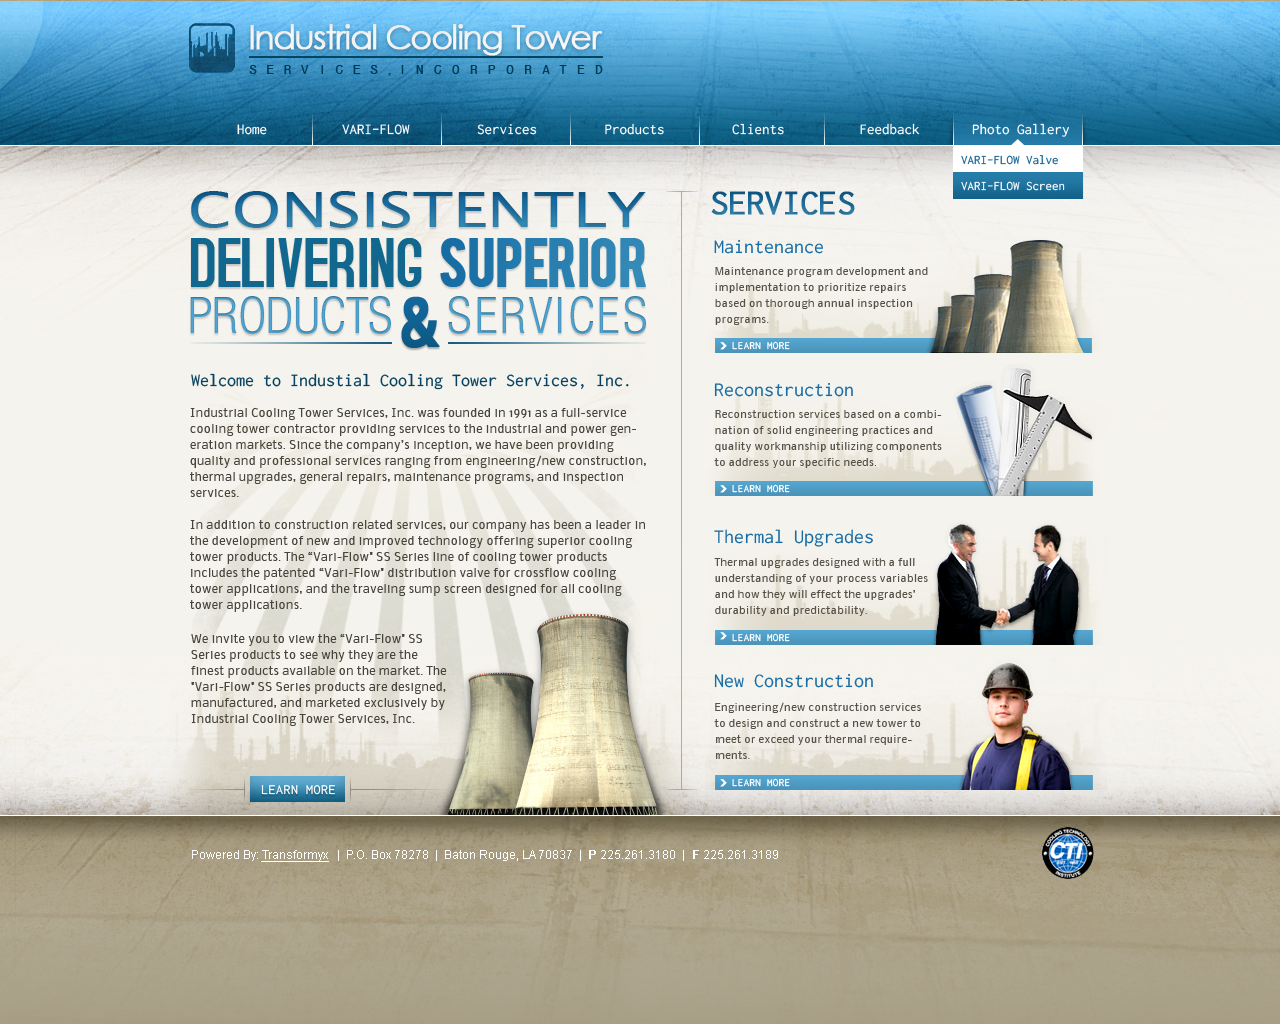 Industrial Cooling Tower
SERVICES, INCORPORATED
Home
VARI-FLOW
Services
Products
Clients
Feedback
Photo Gallery
VARI-FLOW Valve
VARI-FLOW Screen
CONSISTENTLY
DELIVERING SUPERIOR
PRODUCTS & SERVICES
Welcome to Industial Cooling Tower Services, Inc.
Industrial Cooling Tower Services, Inc. was founded in 1991 as a full-service
cooling tower contractor providing services to the industrial and power gen-
eration markets. Since the company's inception, we have been providing
quality and professional services ranging from engineering/new construction,
thermal upgrades, general repairs, maintenance programs, and inspection
services.
In addition to construction related services, our company has been a leader in
the development of new and improved technology offering superior cooling
tower products. The “Vari-Flow" SS Series line of cooling tower products
includes the patented “Vari-Flow" distribution valve for crossflow cooling
tower applications, and the traveling sump screen designed for all cooling
tower applications.
We invite you to view the “Vari-Flow" SS
Series products to see why they are the
finest products available on the market. The
"Vari-Flow" SS Series products are designed,
manufactured, and marketed exclusively by
Industrial Cooling Tower Services, Inc.
LEARN MORE
SERVICES
Maintenance
Maintenance program development and
implementation to prioritize repairs
based on thorough annual inspection
programs.
LEARN MORE
Reconstruction
Reconstruction services based on a combi-
nation of solid engineering practices and
quality workmanship utilizing components
to address your specific needs.
LEARN MORE
Thermal Upgrades
Thermal upgrades designed with a full
understanding of your process variables
and how they will effect the upgrades'
durability and predictability.
LEARN MORE
New Construction
Engineering/new construction services
to design and construct a new tower to
meet or exceed your thermal require-
ments.
LEARN MORE
Powered By: Transformyx | P.O. Box 78278 | Baton Rouge, LA 70837 | P 225.261.3180 | F 225.261.3189
COOLING TECHNOLOGY
CTI
INSTITUTE